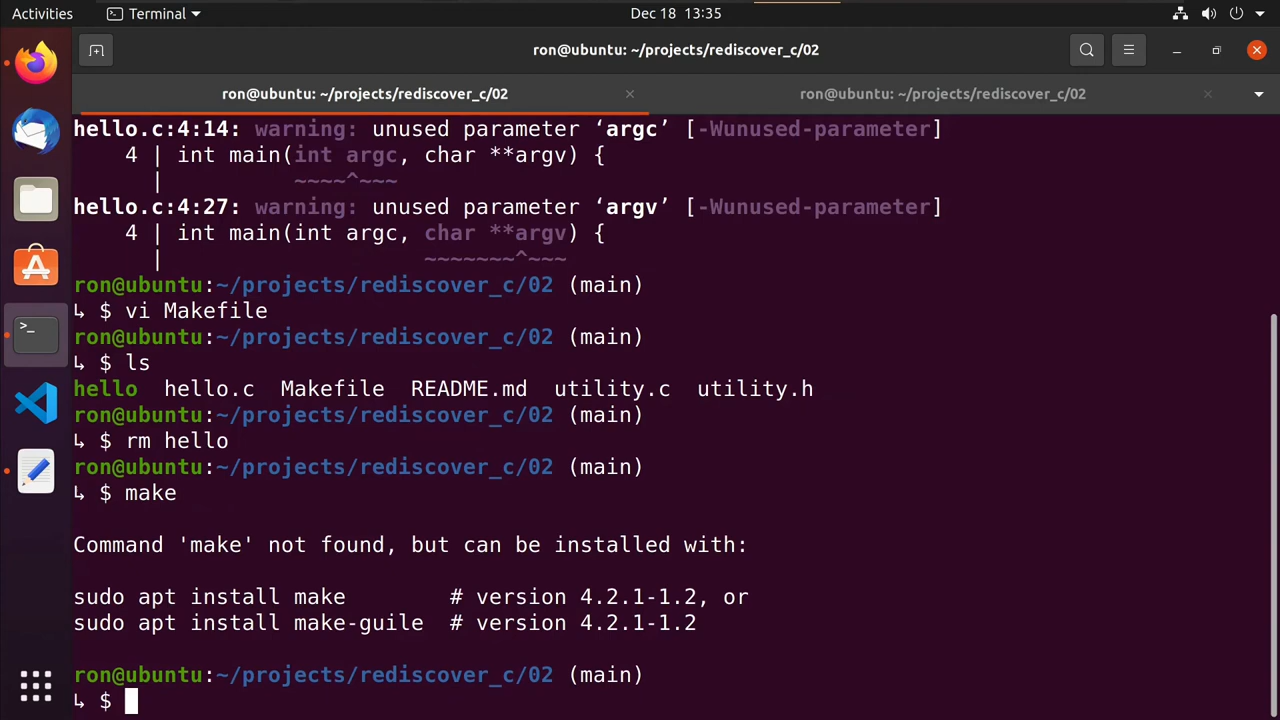 Activities Terminal Dec 18 13:35
ron@ubuntu: ~/projects/rediscover_c/02
ron@ubuntu: ~/projects/rediscover_c/02 × ron@ubuntu: ~/projects/rediscover_c/02 ×
hello.c:4:14: warning: unused parameter ‘argc’ [-Wunused-parameter]
    4 | int main(int argc, char **argv) {
      |          ~~~~^~~~
hello.c:4:27: warning: unused parameter ‘argv’ [-Wunused-parameter]
    4 | int main(int argc, char **argv) {
      |                    ~~~~~~~^~~~
ron@ubuntu:~/projects/rediscover_c/02 (main)
↳ $ vi Makefile
ron@ubuntu:~/projects/rediscover_c/02 (main)
↳ $ ls
hello  hello.c  Makefile  README.md  utility.c  utility.h
ron@ubuntu:~/projects/rediscover_c/02 (main)
↳ $ rm hello
ron@ubuntu:~/projects/rediscover_c/02 (main)
↳ $ make
Command 'make' not found, but can be installed with:
sudo apt install make        # version 4.2.1-1.2, or
sudo apt install make-guile  # version 4.2.1-1.2
ron@ubuntu:~/projects/rediscover_c/02 (main)
↳ $